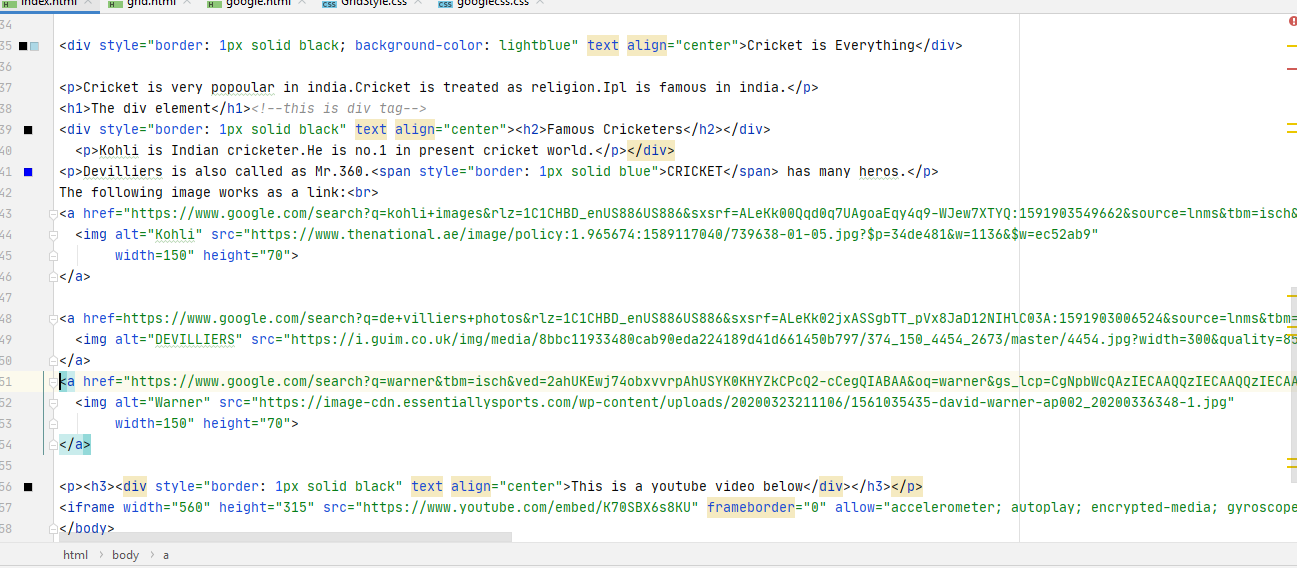 index.html grid.html google.html GridStyle.css googlecss.css
34
35 <div style="border: 1px solid black; background-color: lightblue" text align="center">Cricket is Everything</div>
36
37 <p>Cricket is very popoular in india.Cricket is treated as religion.Ipl is famous in india.</p>
38 <h1>The div element</h1><!--this is div tag-->
39 <div style="border: 1px solid black" text align="center"><h2>Famous Cricketers</h2></div>
40 <p>Kohli is Indian cricketer.He is no.1 in present cricket world.</p></div>
41 <p>Devilliers is also called as Mr.360.<span style="border: 1px solid blue">CRICKET</span> has many heros.</p>
42 The following image works as a link:<br>
43 <a href="https://www.google.com/search?q=kohli+images&rlz=1C1CHBD_enUS886US886&sxsrf=ALeKk00Qqd0q7UAgoaEqy4q9-WJew7XTYQ:1591903549662&source=lnms&tbm=isch&
44 <img alt="Kohli" src="https://www.thenational.ae/image/policy:1.965674:1589117040/739638-01-05.jpg?$p=34de481&w=1136&$w=ec52ab9"
45 width=150" height="70">
46 </a>
47
48 <a href=https://www.google.com/search?q=de+villiers+photos&rlz=1C1CHBD_enUS886US886&sxsrf=ALeKk02jxASSgbTT_pVx8JaD12NIHlC03A:1591903006524&source=lnms&tbm=
49 <img alt="DEVILLIERS" src="https://i.guim.co.uk/img/media/8bbc11933480cab90eda224189d41d661450b797/374_150_4454_2673/master/4454.jpg?width=300&quality=85
50 </a>
51 <a href="https://www.google.com/search?q=warner&tbm=isch&ved=2ahUKEwj74obxvvrpAhUSYK0KHYZkCPcQ2-cCegQIABAA&oq=warner&gs_lcp=CgNpbWcQAzIECAAQQzIECAAQQzIECAA
52 <img alt="Warner" src="https://image-cdn.essentiallysports.com/wp-content/uploads/20200323211106/1561035435-david-warner-ap002_20200336348-1.jpg"
53 width=150" height="70">
54 </a>
55
56 <p><h3><div style="border: 1px solid black" text align="center">This is a youtube video below</div></h3></p>
57 <iframe width="560" height="315" src="https://www.youtube.com/embed/K70SBX6s8KU" frameborder="0" allow="accelerometer; autoplay; encrypted-media; gyroscope
58 </body>
html › body › a